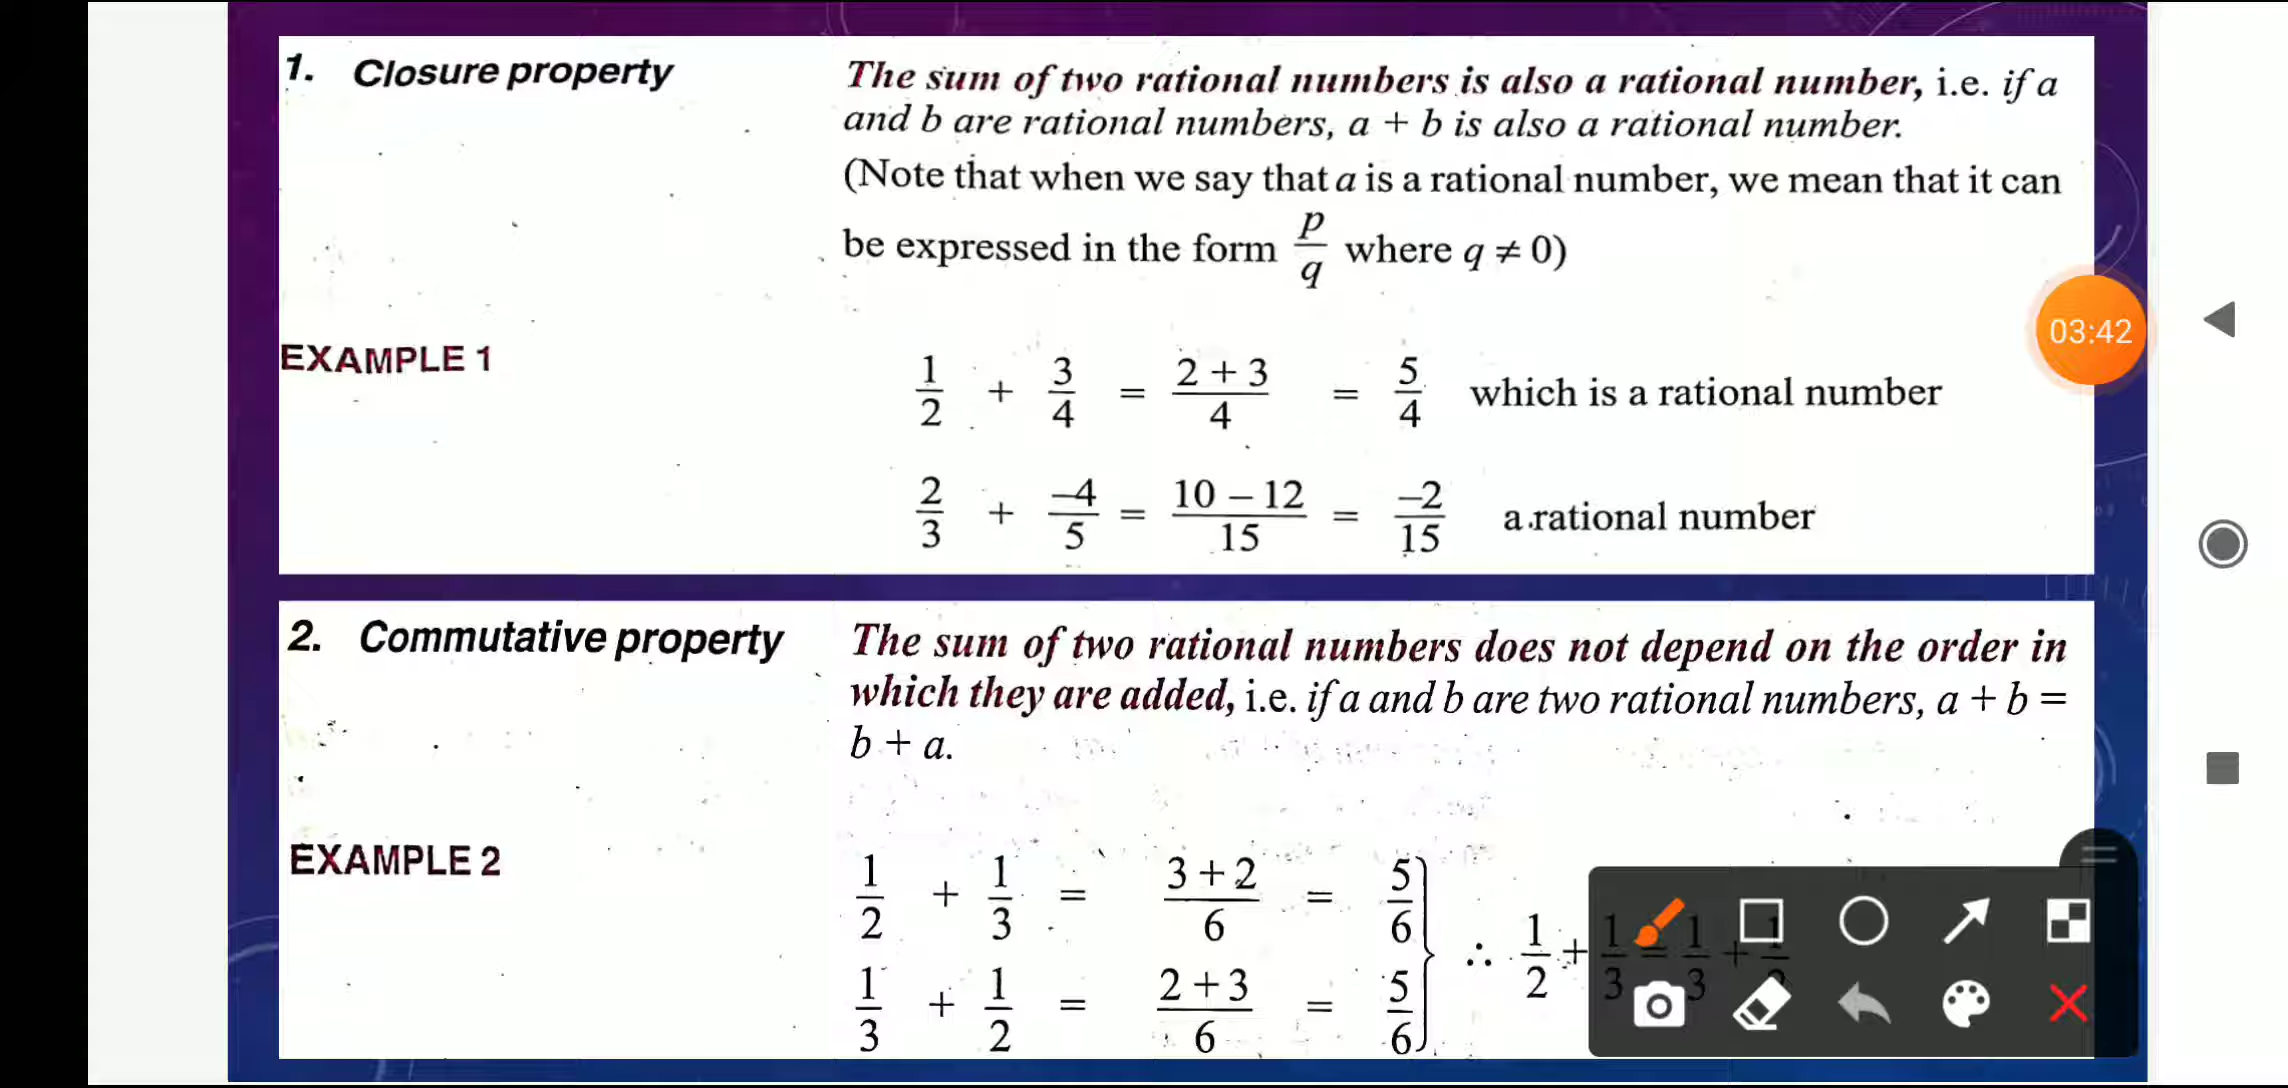 1. Closure property
The sum of two rational numbers is also a rational number, i.e. if a
and b are rational numbers, a + b is also a rational number.
(Note that when we say that a is a rational number, we mean that it can
be expressed in the form p/q where q ≠ 0)
03:42
EXAMPLE 1
1/2 + 3/4 = (2 + 3)/4 = 5/4 which is a rational number
2/3 + –4/5 = (10 – 12)/15 = –2/15 a rational number
2. Commutative property
The sum of two rational numbers does not depend on the order in
which they are added, i.e. if a and b are two rational numbers, a + b =
b + a.
EXAMPLE 2
1/2 + 1/3 = (3 + 2)/6 = 5/6
1/3 + 1/2 = (2 + 3)/6 = 5/6
∴ 1/2 + 1/3 = 1/3 +